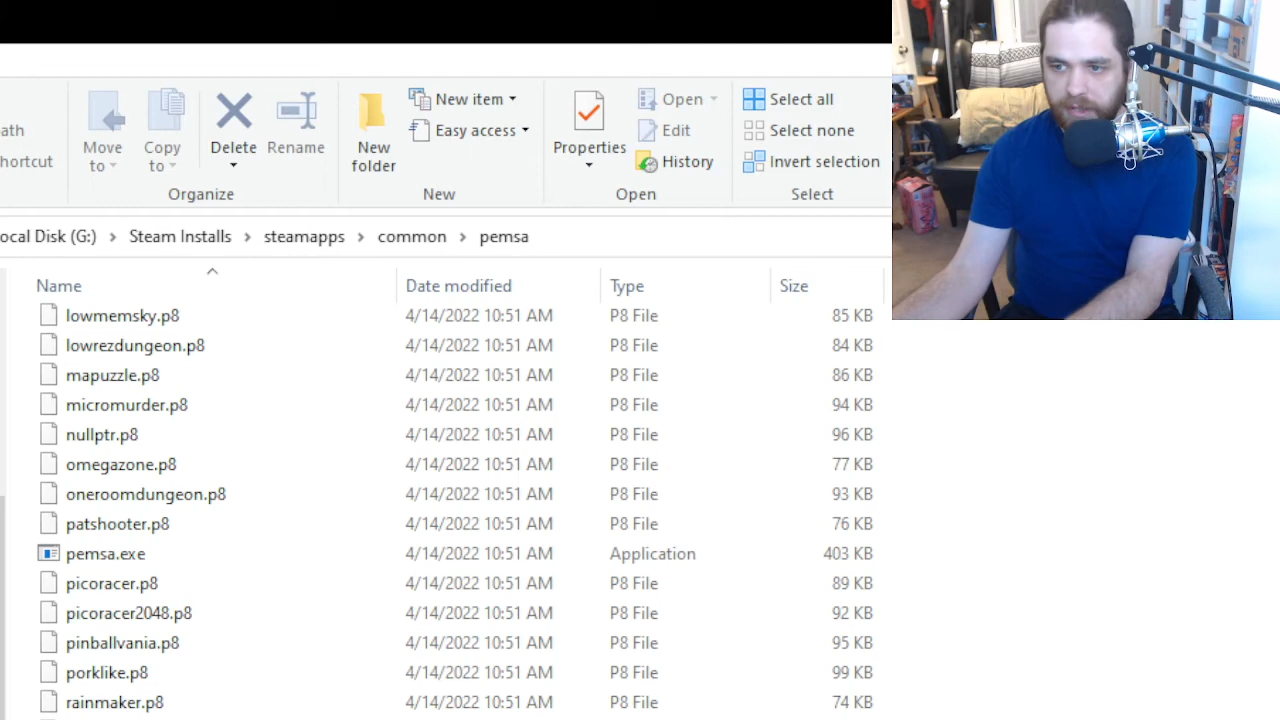 ath
hortcut
Move to
Copy to
Delete
Rename
Organize
New folder
New item
Easy access
New
Properties
Open
Edit
History
Open
Select all
Select none
Invert selection
Select
ocal Disk (G:) > Steam Installs > steamapps > common > pemsa
Name Date modified Type Size
lowmemsky.p8 4/14/2022 10:51 AM P8 File 85 KB
lowrezdungeon.p8 4/14/2022 10:51 AM P8 File 84 KB
mapuzzle.p8 4/14/2022 10:51 AM P8 File 86 KB
micromurder.p8 4/14/2022 10:51 AM P8 File 94 KB
nullptr.p8 4/14/2022 10:51 AM P8 File 96 KB
omegazone.p8 4/14/2022 10:51 AM P8 File 77 KB
oneroomdungeon.p8 4/14/2022 10:51 AM P8 File 93 KB
patshooter.p8 4/14/2022 10:51 AM P8 File 76 KB
pemsa.exe 4/14/2022 10:51 AM Application 403 KB
picoracer.p8 4/14/2022 10:51 AM P8 File 89 KB
picoracer2048.p8 4/14/2022 10:51 AM P8 File 92 KB
pinballvania.p8 4/14/2022 10:51 AM P8 File 95 KB
porklike.p8 4/14/2022 10:51 AM P8 File 99 KB
rainmaker.p8 4/14/2022 10:51 AM P8 File 74 KB